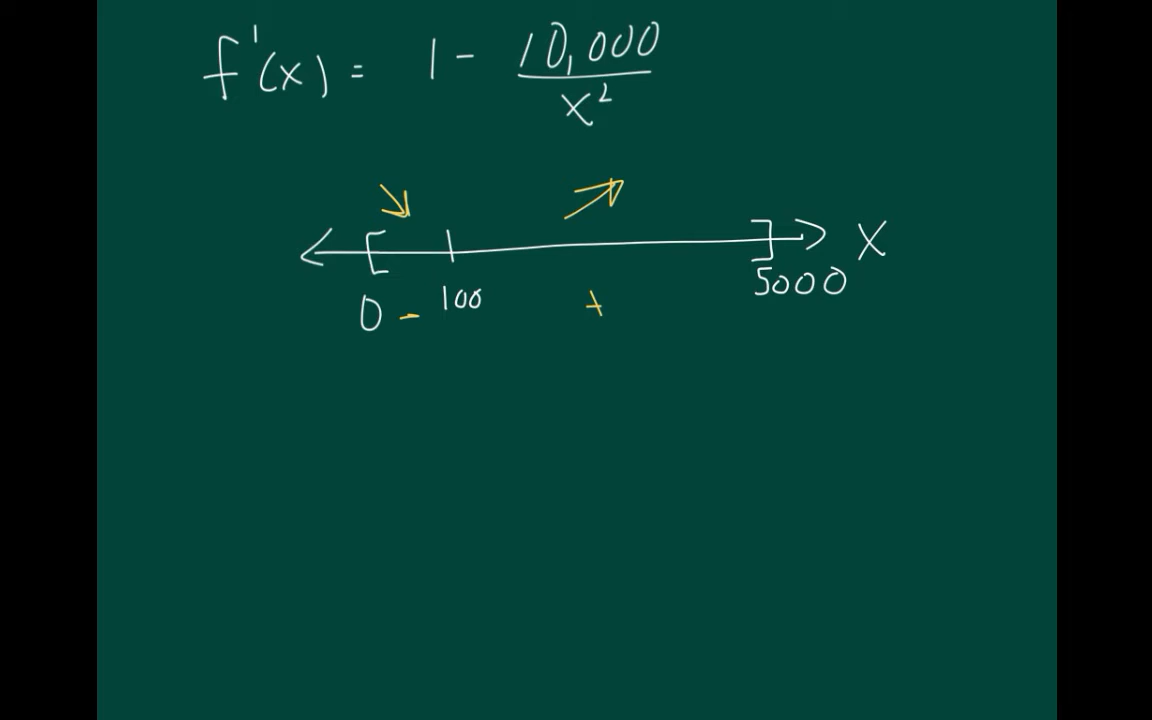 f'(x) = 1 - 10,000/x²
[ ] X
0 - 100 + 5000